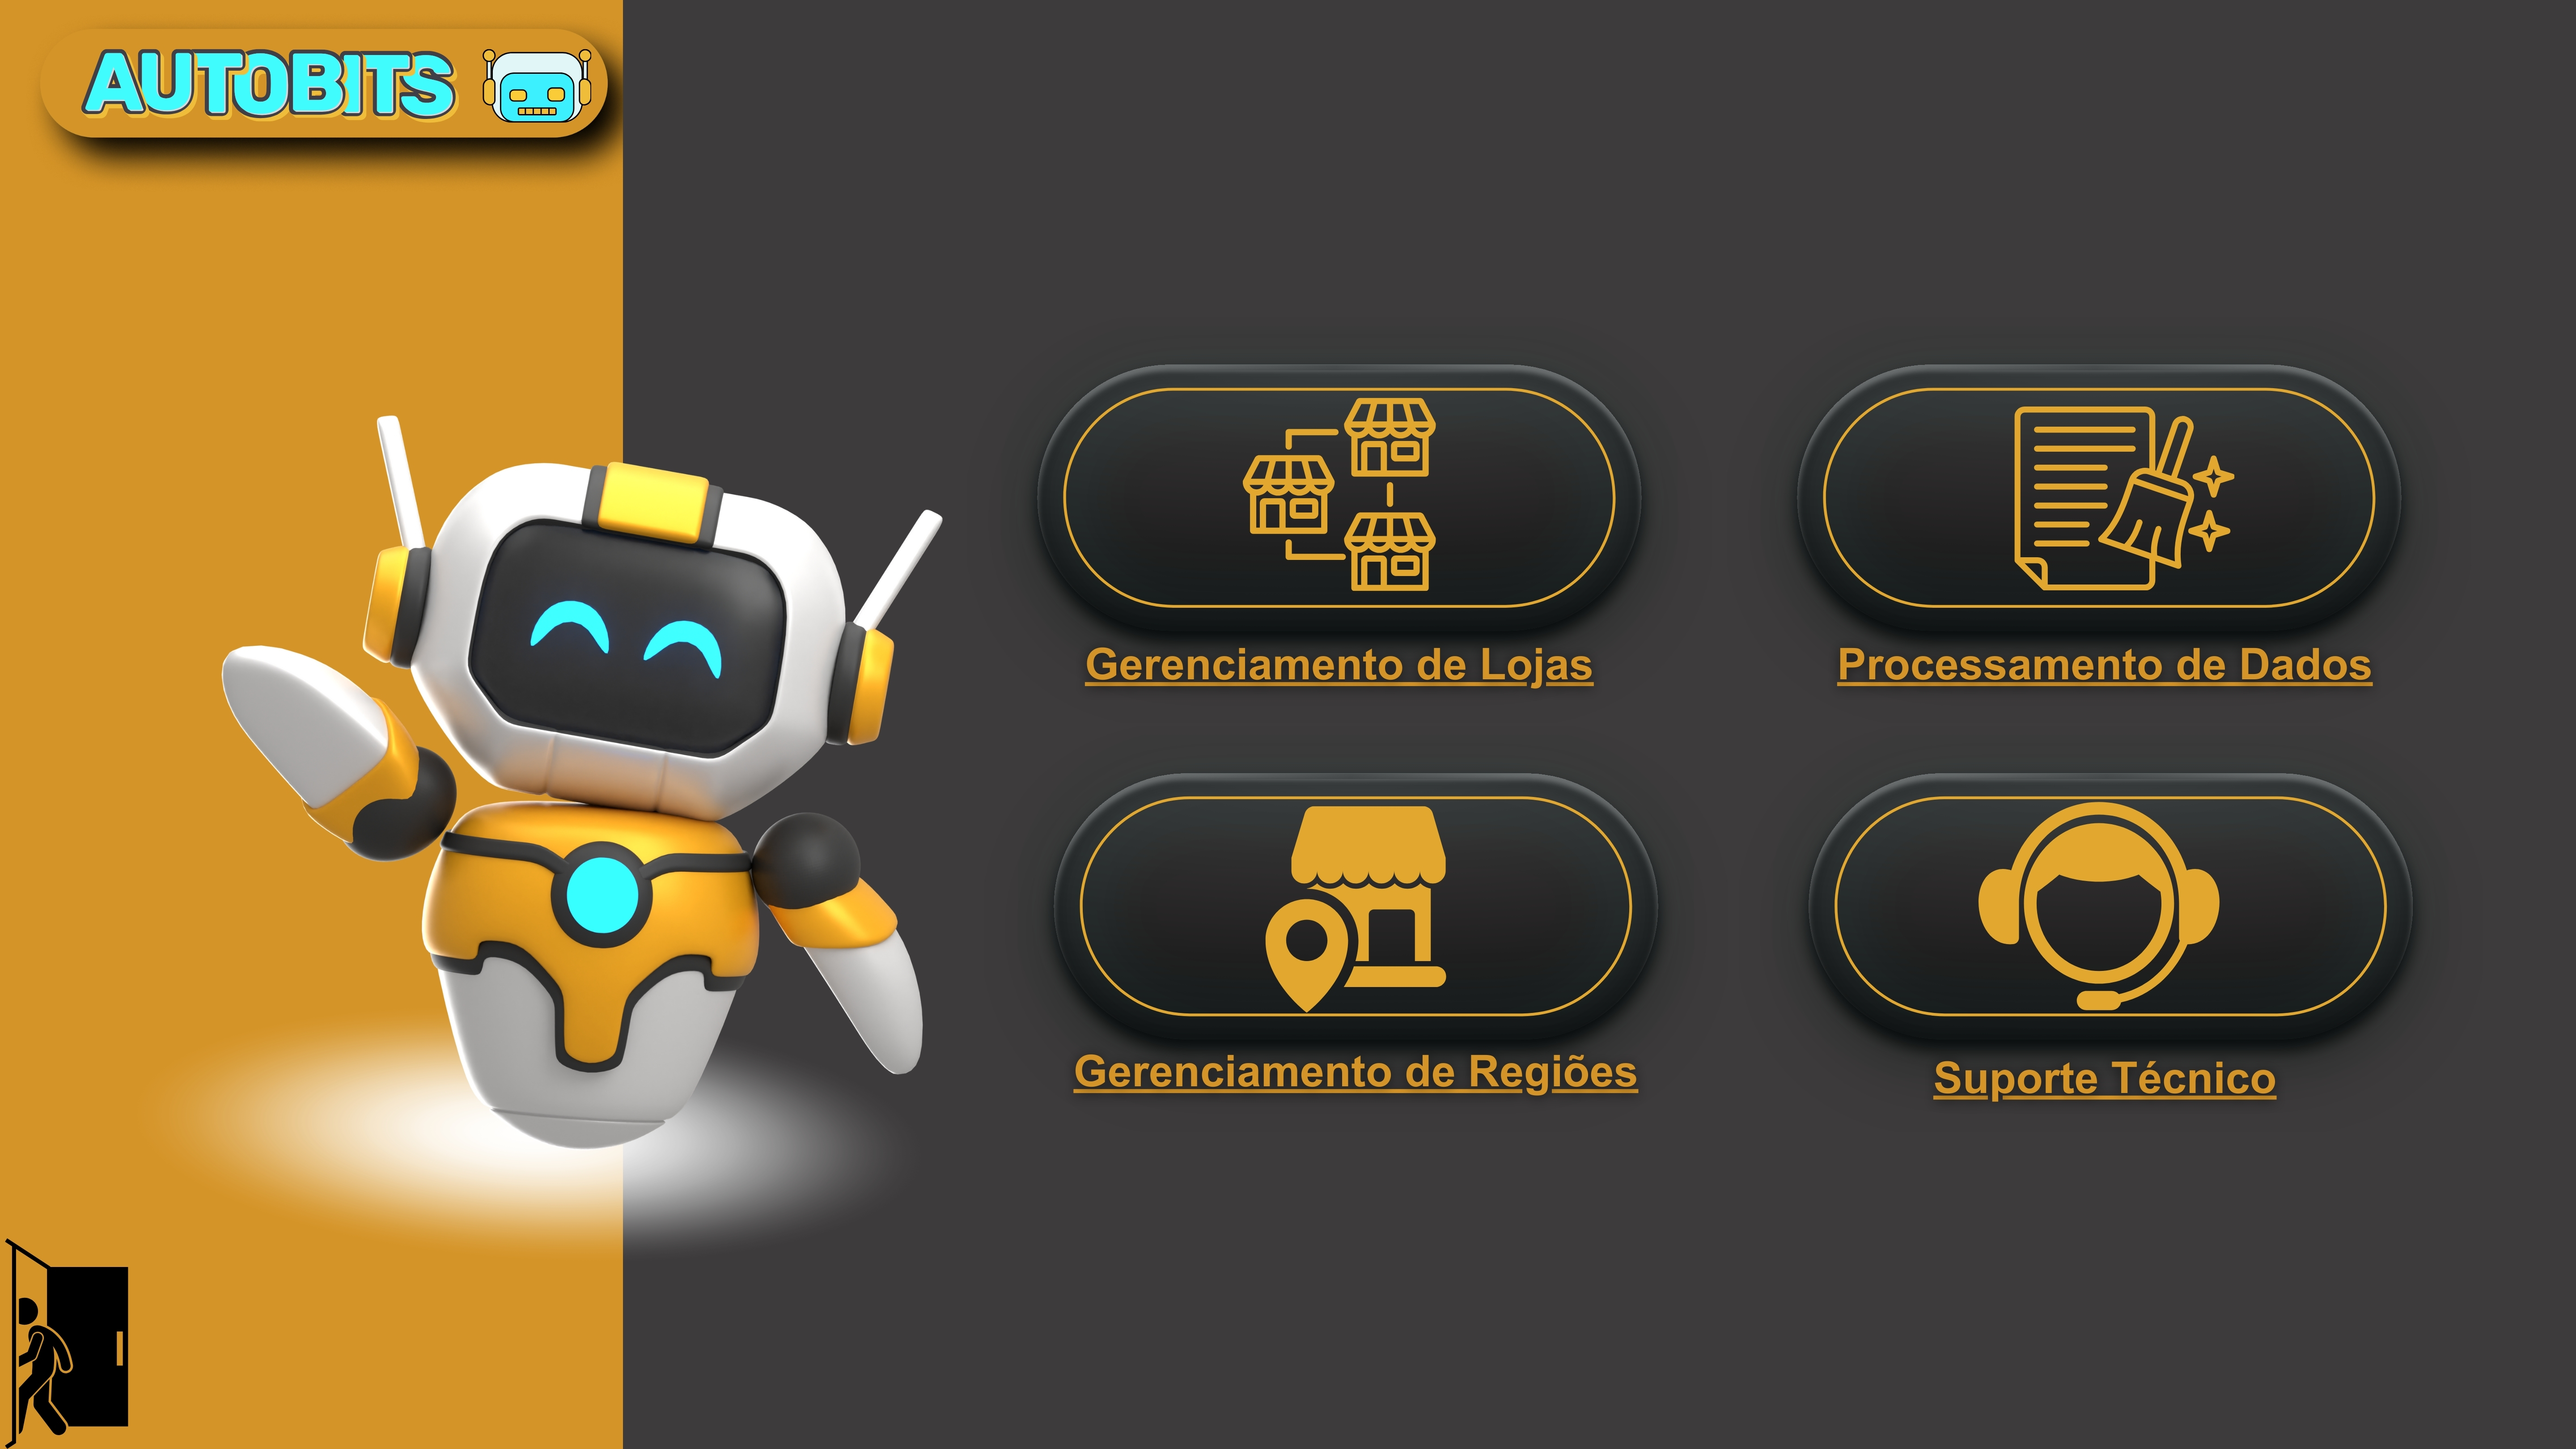 AUTOBITS
Gerenciamento de Lojas
Processamento de Dados
Gerenciamento de Regiões
Suporte Técnico